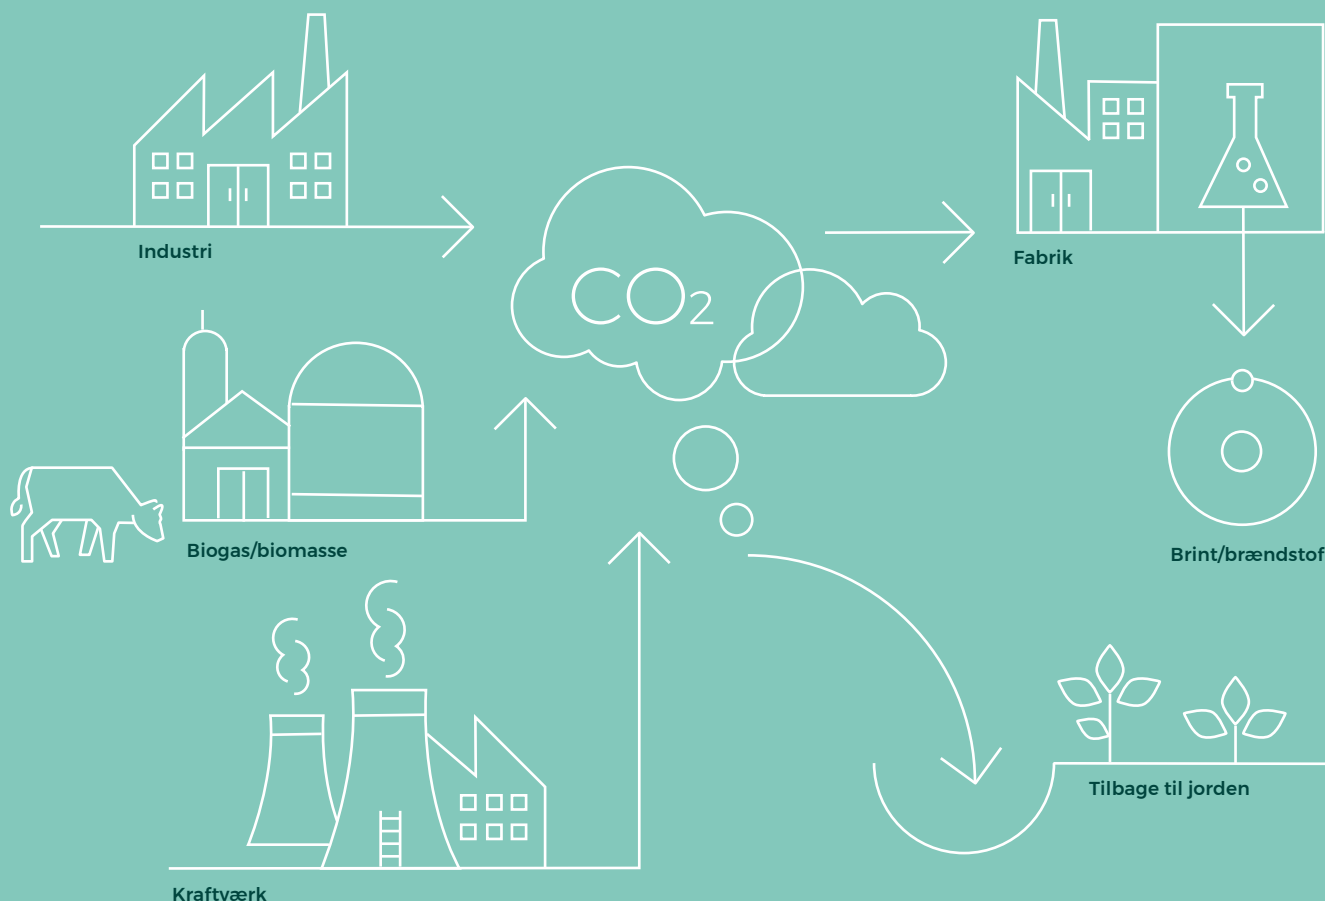 Industri
Fabrik
CO2
Biogas/biomasse
Brint/brændstof
Tilbage til jorden
Kraftværk